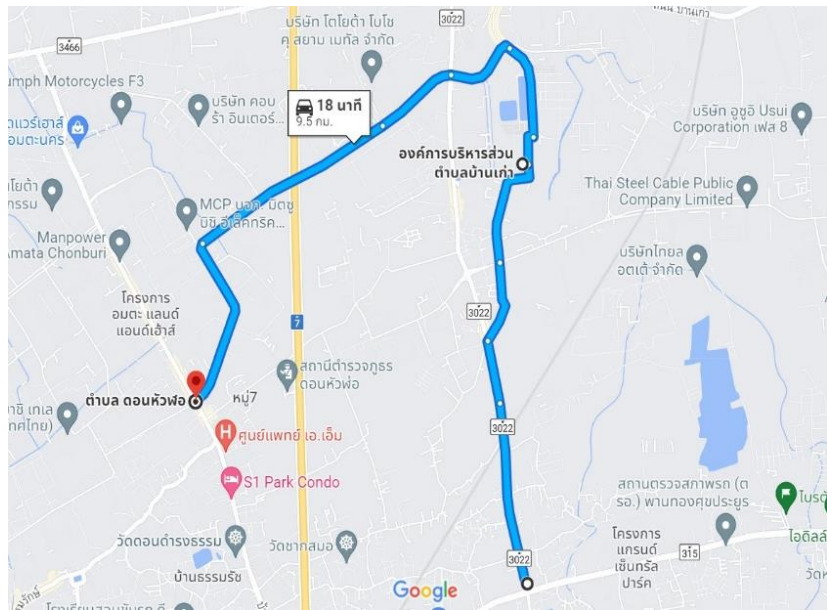 บริษัท โตโยต้า โบโช
คุ สยาม เมทัล จำกัด
3022
3466
umph Motorcycles F3
บริษัท คอบ
ร้า อินเตอร์...
18 นาที
9.5 กม.
บริษัท อูซูอิ Usui
Corporation เฟส 8
องค์การบริหารส่วน
ตำบลบ้านเก่า
Thai Steel Cable Public
Company Limited
MCP บจก. มิตซู
บิชิ อีเล็คทริค...
Manpower
Amata Chonburi
บริษัทไทยล
อตเต้ จำกัด
โครงการ
อมตะ แลนด์
แอนด์เฮ้าส์
3022
7
สถานีตำรวจภูธร
ดอนหัวฬ่อ
ตำบล ดอนหัวฬ่อ
หมู่7
ศูนย์แพทย์ เอ.เอ็ม
3022
S1 Park Condo
สถานตรวจสภาพรถ (ต
รอ.) พานทองศุขประยูร
วัดดอนดำรงธรรม
วัดชากสมอ
บ้านธรรมรัช
โครงการ
แกรนด์
เซ็นทรัล
ปาร์ค
315
3022
Google